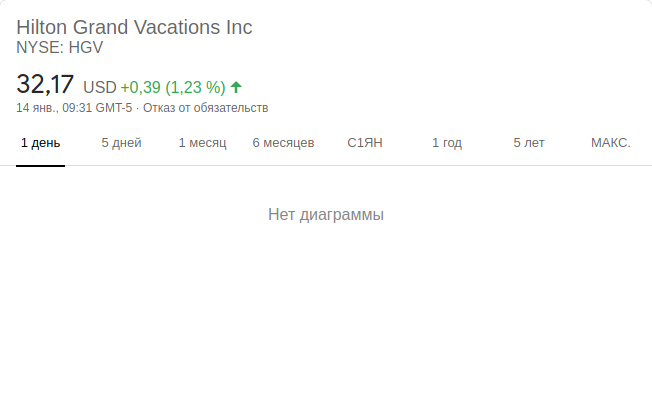 Hilton Grand Vacations Inc
NYSE: HGV
32,17 USD +0,39 (1,23 %)
14 янв., 09:31 GMT-5 · Отказ от обязательств
1 день 5 дней 1 месяц 6 месяцев С1ЯН 1 год 5 лет МАКС.
Нет диаграммы